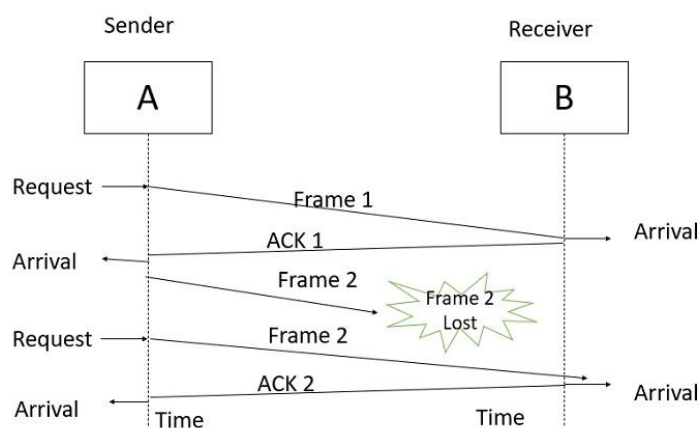 Sender
Receiver
A
B
Request
Frame 1
Arrival
ACK 1
Arrival
Frame 2
Frame 2
Lost
Request
Frame 2
ACK 2
Arrival
Arrival
Time
Time